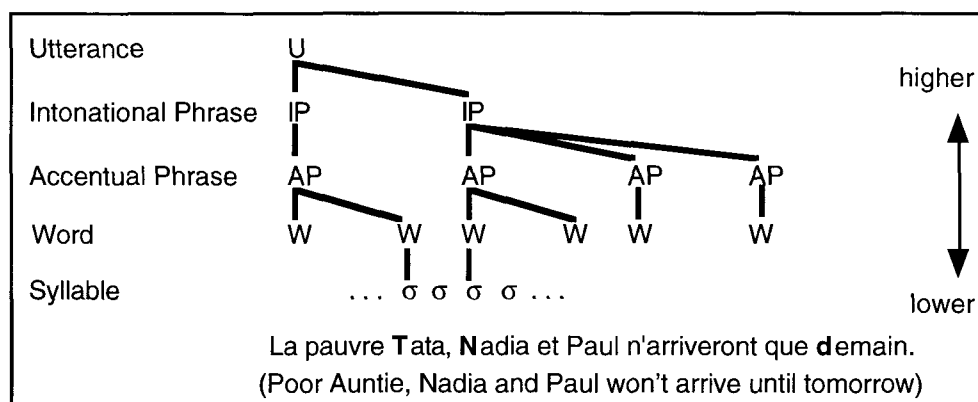 Utterance U
higher
Intonational Phrase IP IP
Accentual Phrase AP AP AP AP
Word W W W W W W
Syllable ... σ σ σ σ ...
lower
La pauvre Tata, Nadia et Paul n'arriveront que demain.
(Poor Auntie, Nadia and Paul won't arrive until tomorrow)